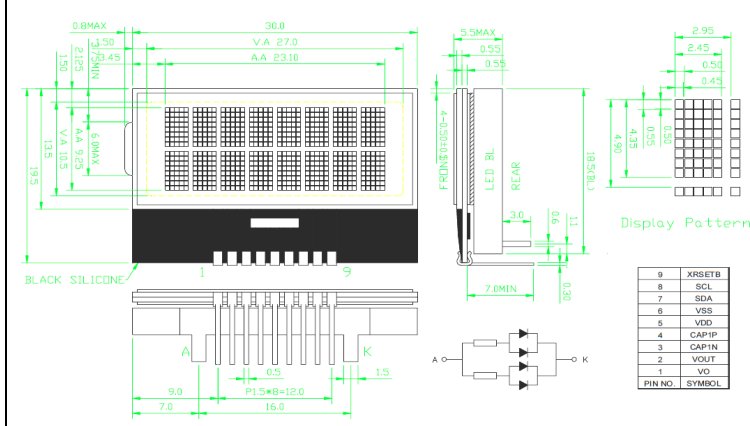 0.8MAX
30.0
1.50
V.A 27.0
3.45
A.A 23.10
3.75MIN
2.125
1.50
19.5
13.5
V.A 10.5
A.A 9.25
6.0MAX
BLACK SILICONE
1
9
5.5MAX
0.55
0.55
LED BL
REAR
18.5(BL)
3.0
0.6
1.1
7.0MIN
0.30
2.95
2.45
0.50
0.45
4.90
4.35
0.55
0.50
Display Pattern
A
K
0.5
1.5
9.0
P1.5*8=12.0
7.0
16.0
A
K
9 XRSETB
8 SCL
7 SDA
6 VSS
5 VDD
4 CAP1P
3 CAP1N
2 VOUT
1 VO
PIN NO. SYMBOL